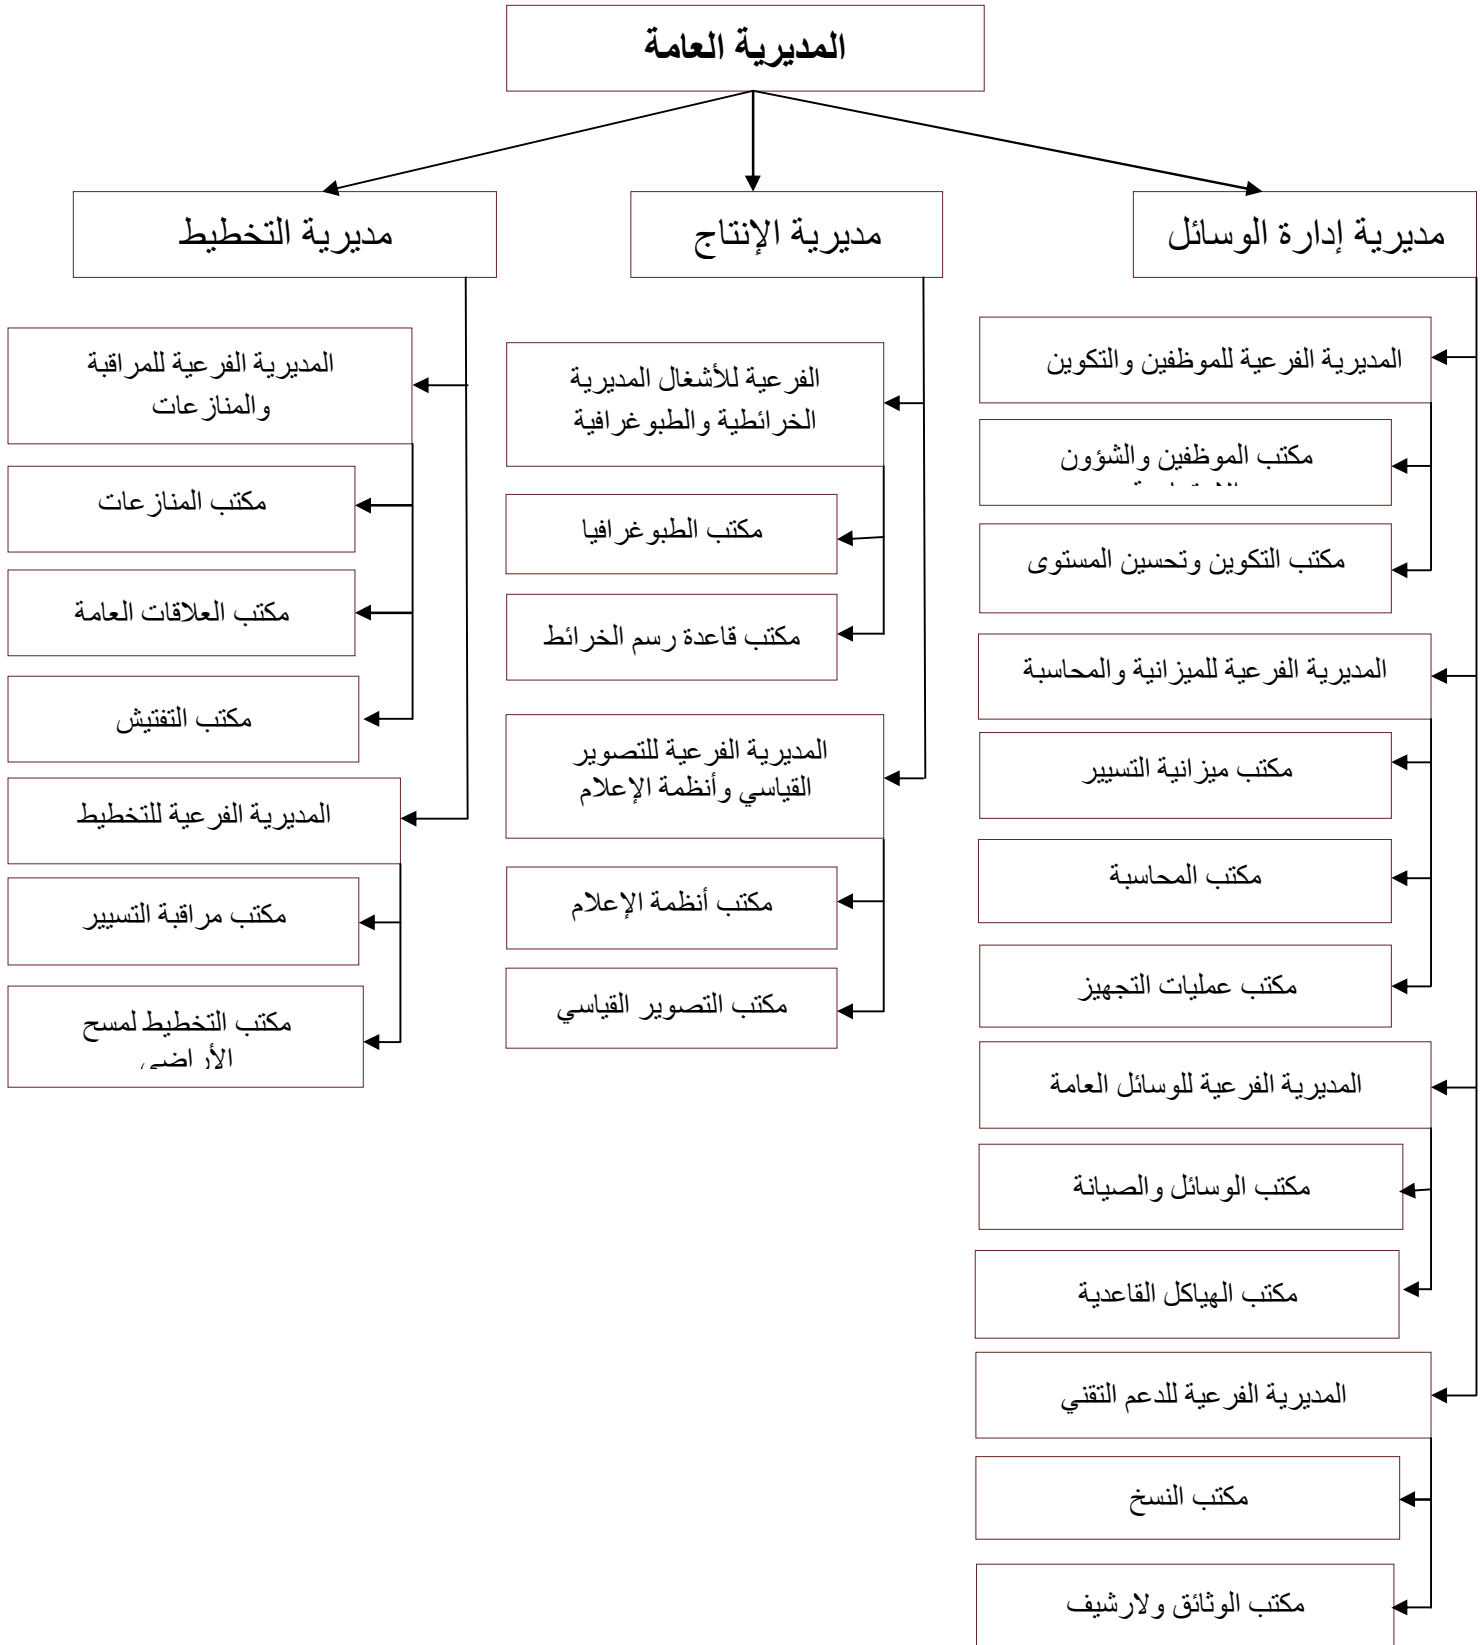 المديرية العامة
مديرية إدارة الوسائل
المديرية الفرعية للموظفين والتكوين
مكتب الموظفين والشؤون
مكتب التكوين وتحسين المستوى
المديرية الفرعية للميزانية والمحاسبة
مكتب ميزانية التسيير
مكتب المحاسبة
مكتب عمليات التجهيز
المديرية الفرعية للوسائل العامة
مكتب الوسائل والصيانة
مكتب الهياكل القاعدية
المديرية الفرعية للدعم التقني
مكتب النسخ
مكتب الوثائق ولارشيف
مديرية الإنتاج
الفرعية للأشغال المديرية
الخرائطية والطبوغرافية
مكتب الطبوغرافيا
مكتب قاعدة رسم الخرائط
المديرية الفرعية للتصوير
القياسي وأنظمة الإعلام
مكتب أنظمة الإعلام
مكتب التصوير القياسي
مديرية التخطيط
المديرية الفرعية للمراقبة
والمنازعات
مكتب المنازعات
مكتب العلاقات العامة
مكتب التفتيش
المديرية الفرعية للتخطيط
مكتب مراقبة التسيير
مكتب التخطيط لمسح
الأراضي